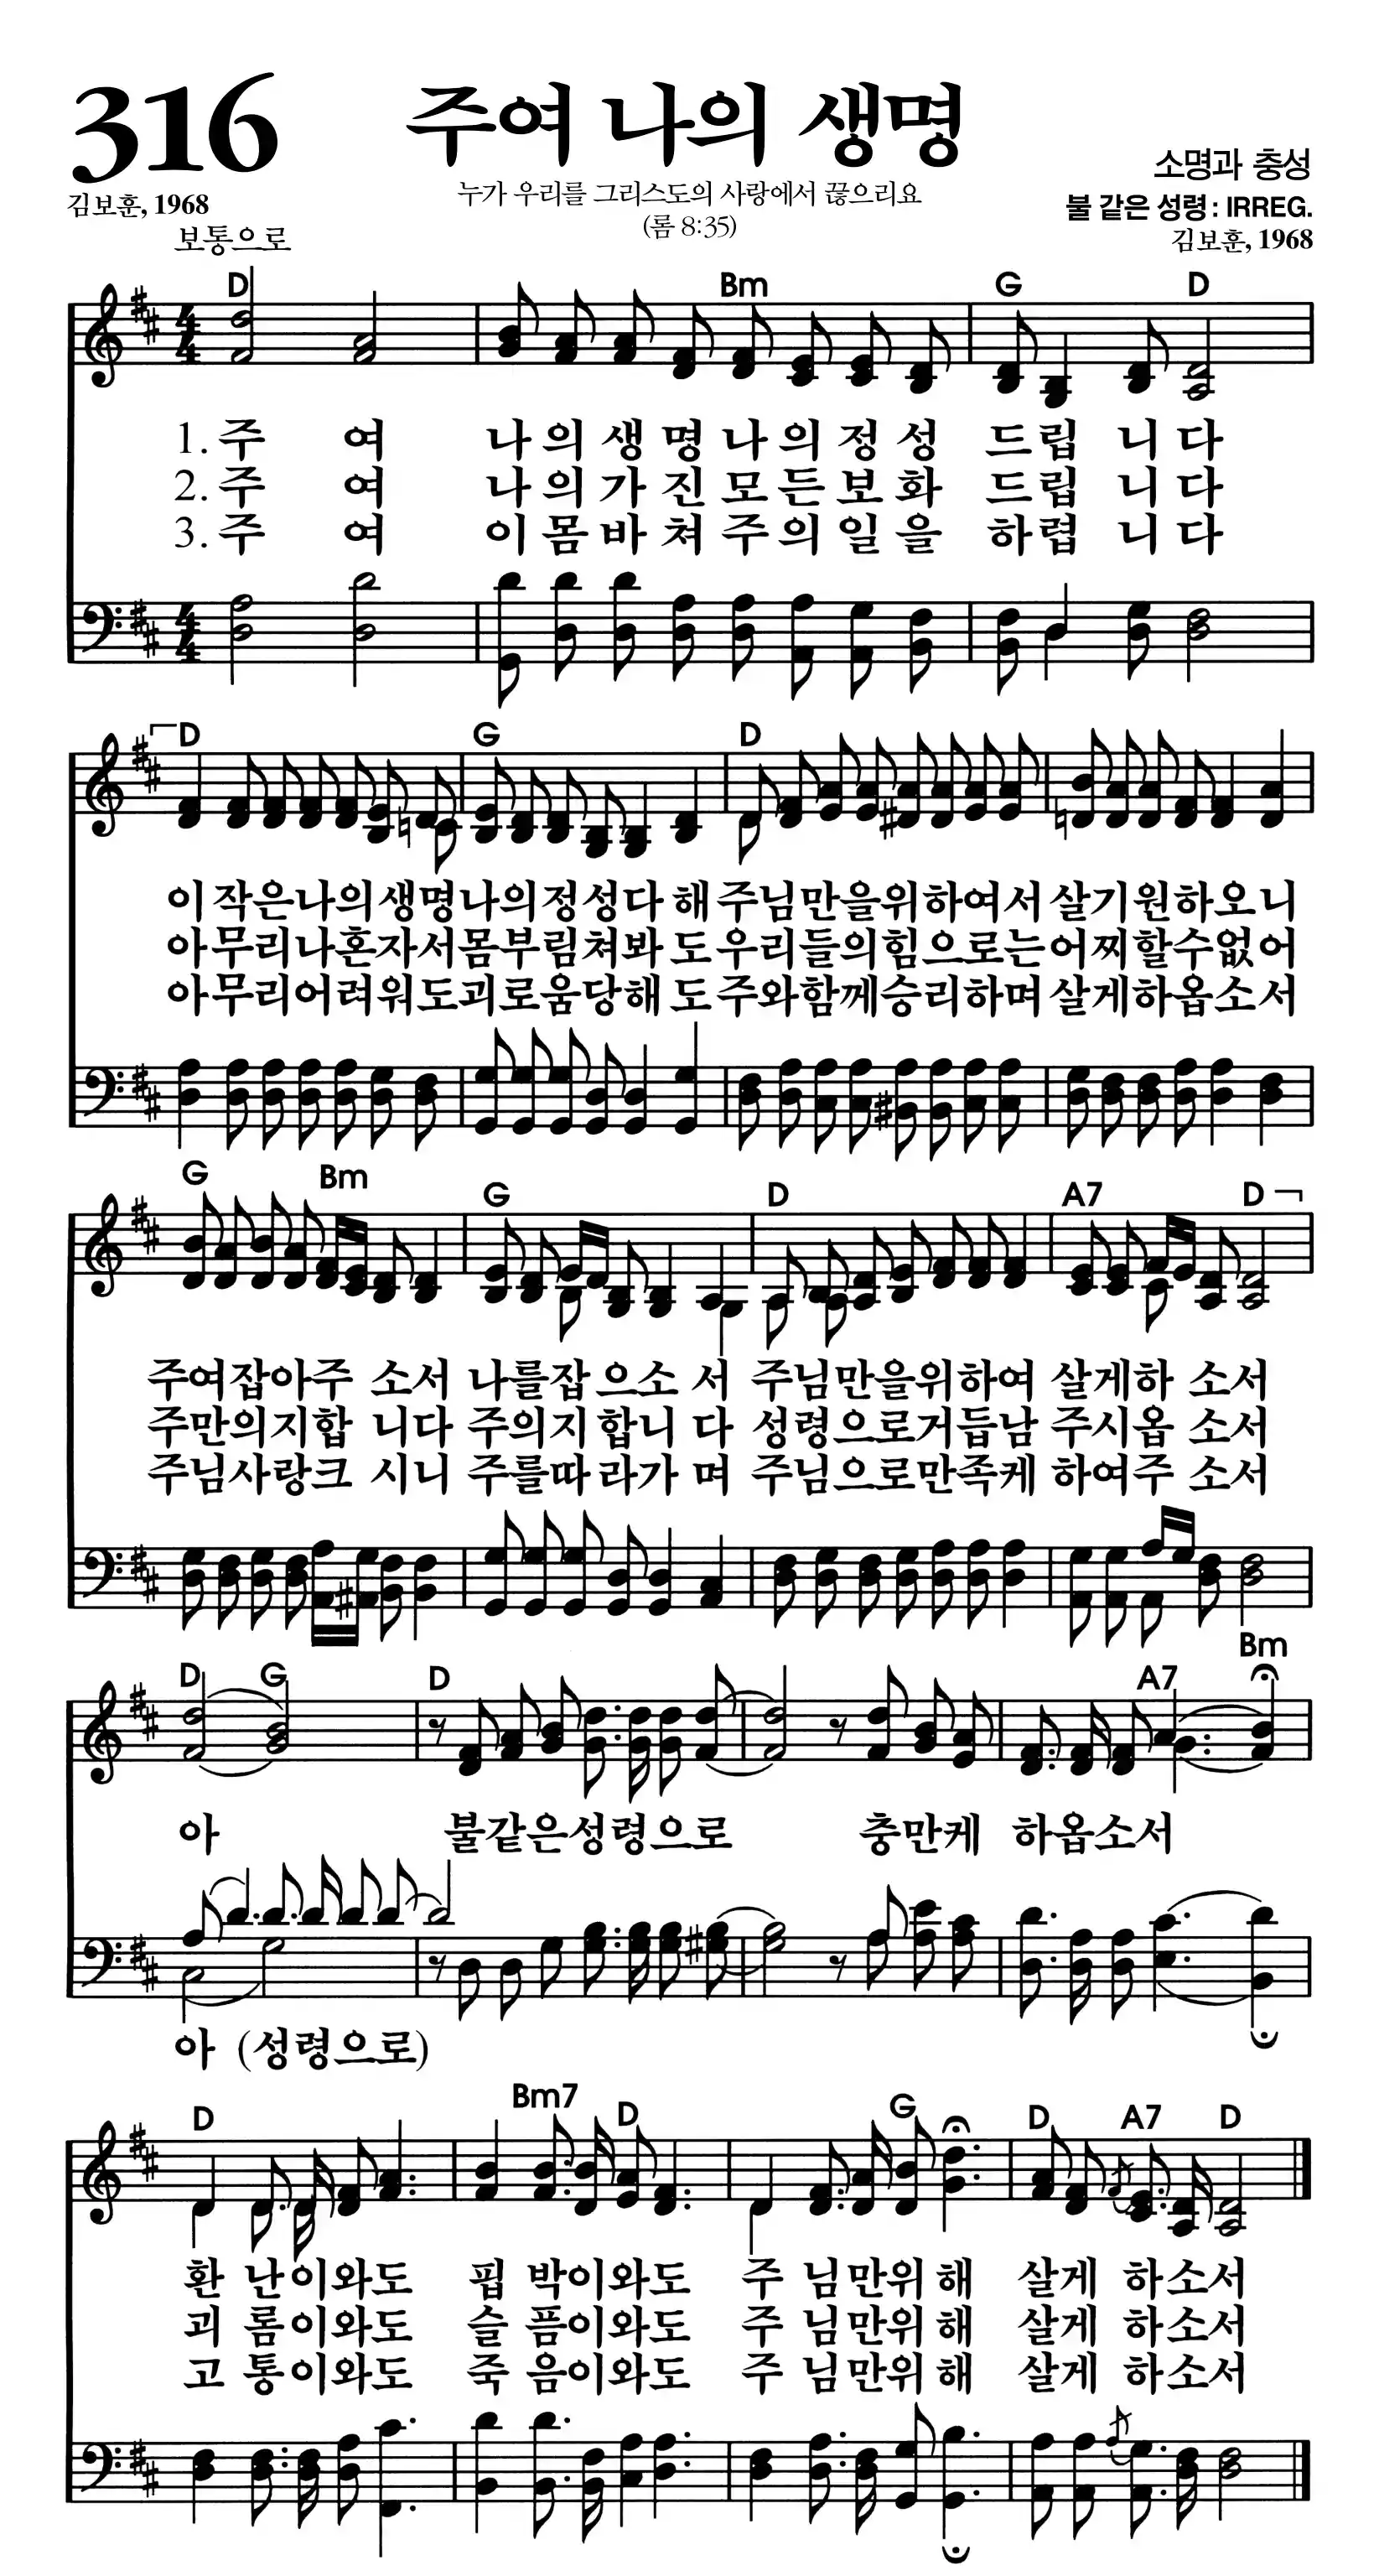 316
주여 나의 생명
소명과 충성
김보훈, 1968
누가 우리를 그리스도의 사랑에서 끊으리요
불 같은 성령 : IRREG.
(롬 8:35)
김보훈, 1968
보통으로
D Bm G D
1. 주 여 나 의 생 명 나 의 정 성 드 립 니 다
2. 주 여 나 의 가 진 모 든 보 화 드 립 니 다
3. 주 여 이 몸 바 쳐 주 의 일 을 하 렵 니 다
D G D
이 작은나의생명나의정성다 해 주님만을위하여서 살기원하오니
아무리나혼자서몸부림쳐봐 도 우리들의힘으로는어찌할수없어
아무리어려워도괴로움당해 도 주와함께승리하며 살게하옵소서
G Bm G D A7 D
주여잡아주 소서 나를잡 으소 서 주님만을위하여 살게하 소서
주만의지합 니다 주의지 합니 다 성령으로거듭남 주시옵 소서
주님사랑크 시니 주를따 라가 며 주님으로만족케 하여주 소서
D G D A7 Bm
아 불같은성령으로 충만케 하옵소서
아 (성령으로)
D Bm7 D G D A7 D
환 난이와도 핍 박이와도 주 님만위 해 살게 하소서
괴 롬이와도 슬 픔이와도 주 님만위 해 살게 하소서
고 통이와도 죽 음이와도 주 님만위 해 살게 하소서